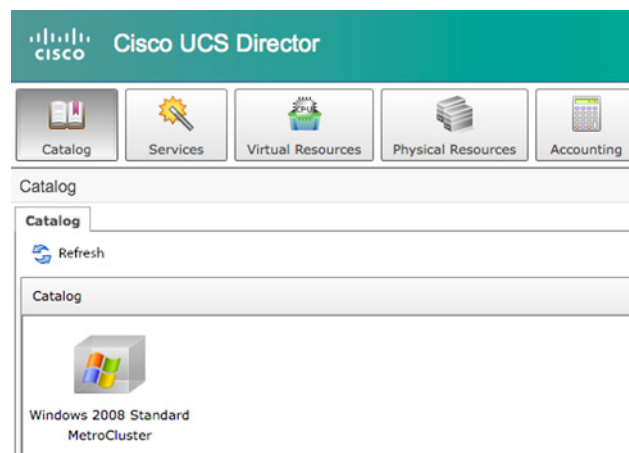 CISCO Cisco UCS Director
Catalog Services Virtual Resources Physical Resources Accounting
Catalog
Catalog
Refresh
Catalog
Windows 2008 Standard
MetroCluster